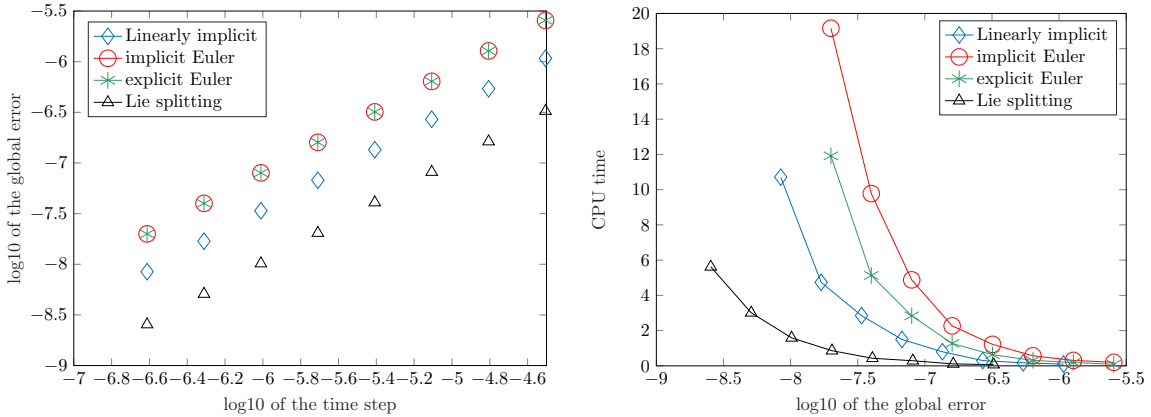 −5.5
−6
−6.5
−7
−7.5
−8
−8.5
−9
log10 of the global error
Linearly implicit
implicit Euler
explicit Euler
Lie splitting
−7 −6.8 −6.6 −6.4 −6.2 −6 −5.8 −5.6 −5.4 −5.2 −5 −4.8 −4.6
log10 of the time step
20
18
16
14
12
10
8
6
4
2
0
CPU time
Linearly implicit
implicit Euler
explicit Euler
Lie splitting
−9 −8.5 −8 −7.5 −7 −6.5 −6 −5.5
log10 of the global error